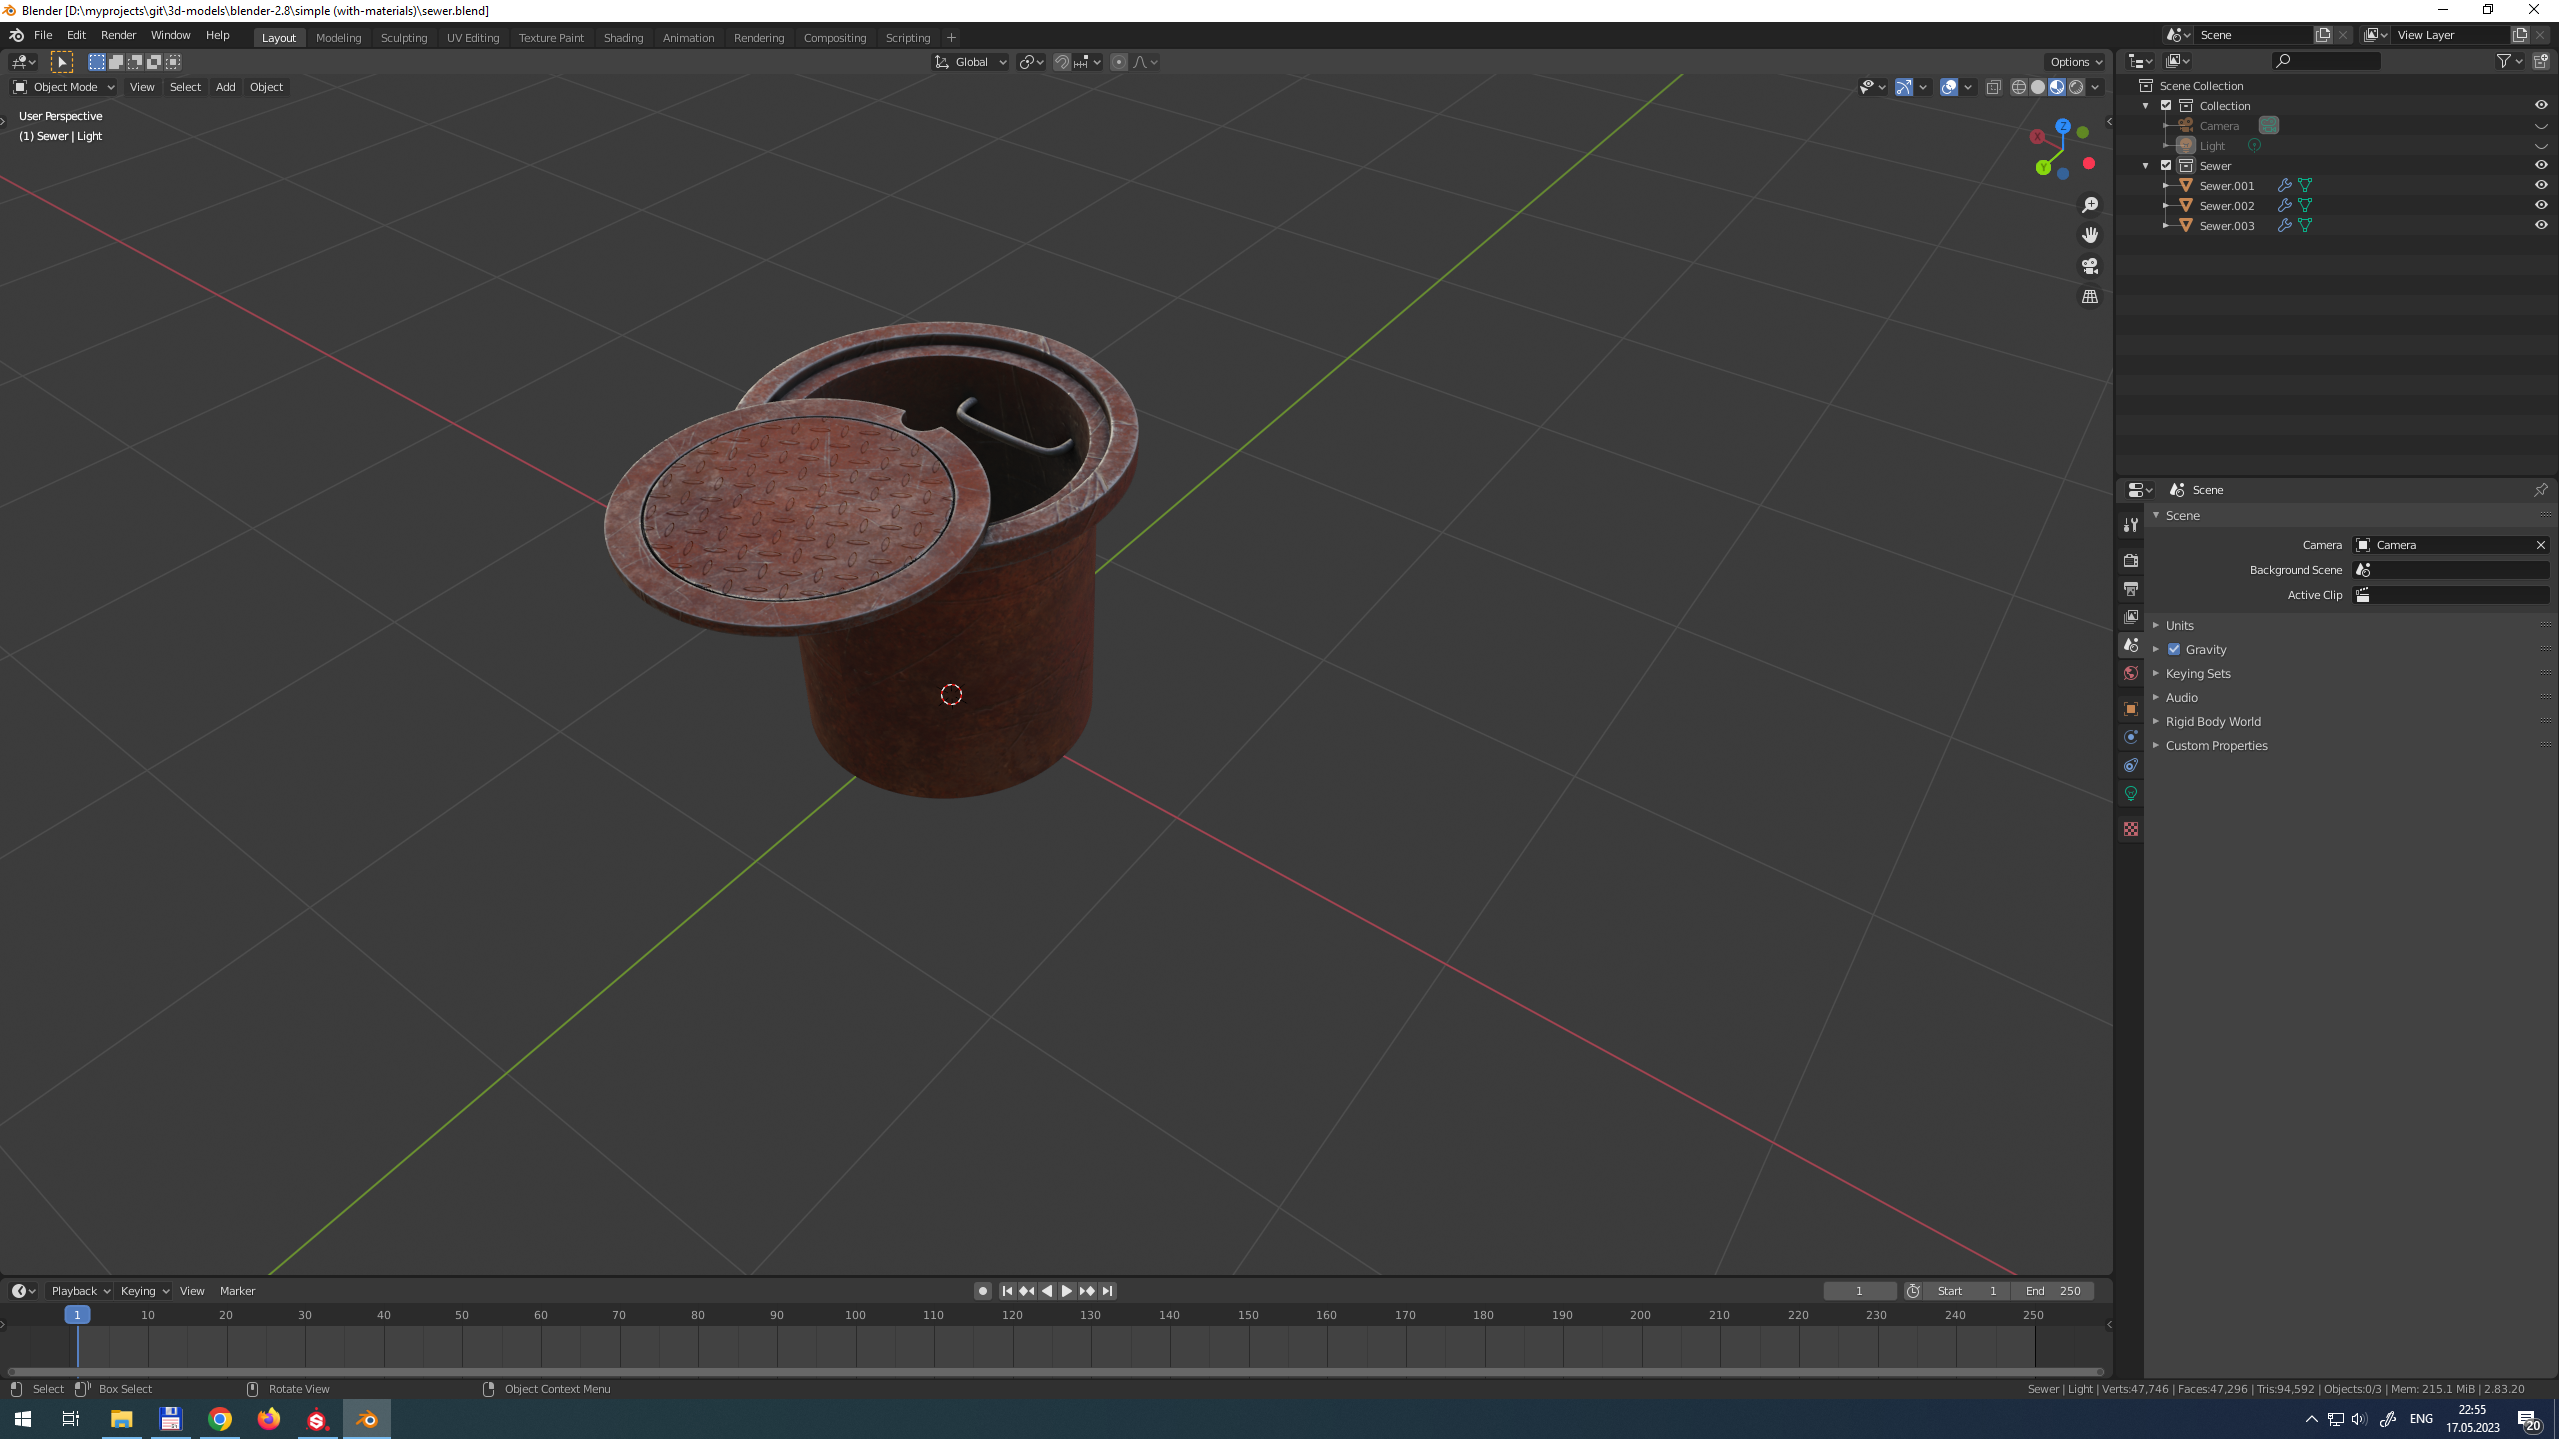 Blender [D:\myprojects\git\3d-models\blender-2.8\simple (with-materials)\sewer.blend]
File Edit Render Window Help Layout Modeling Sculpting UV Editing Texture Paint Shading Animation Rendering Compositing Scripting + Scene View Layer
Global Options
Object Mode View Select Add Object
User Perspective
(1) Sewer | Light
X Y Z
Scene Collection
Collection
Camera
Light
Sewer
Sewer.001
Sewer.002
Sewer.003
Scene
Scene
Camera Camera
Background Scene
Active Clip
Units
Gravity
Keying Sets
Audio
Rigid Body World
Custom Properties
Playback Keying View Marker 1 Start 1 End 250
1 10 20 30 40 50 60 70 80 90 100 110 120 130 140 150 160 170 180 190 200 210 220 230 240 250
Select Box Select Rotate View Object Context Menu Sewer | Light | Verts:47,746 | Faces:47,296 | Tris:94,592 | Objects:0/3 | Mem: 215.1 MiB | 2.83.20
ENG 22:55
17.05.2023 20